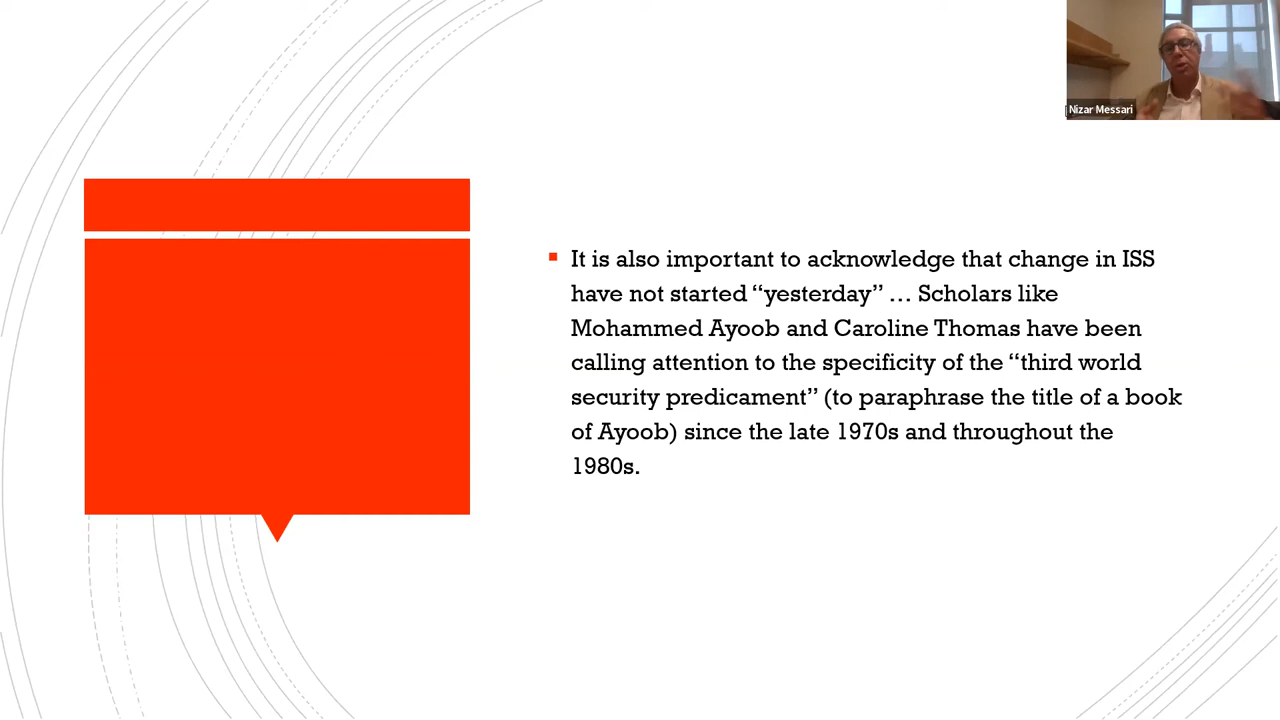 Nizar Messari
It is also important to acknowledge that change in ISS
have not started “yesterday” … Scholars like
Mohammed Ayoob and Caroline Thomas have been
calling attention to the specificity of the “third world
security predicament” (to paraphrase the title of a book
of Ayoob) since the late 1970s and throughout the
1980s.